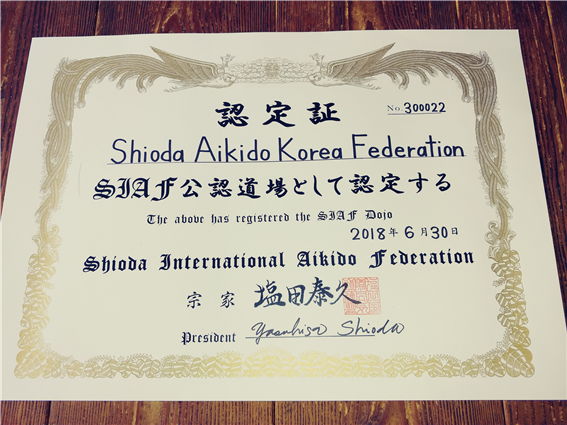 認定証
No. 300022
Shioda Aikido Korea Federation
SIAF公認道場として認定する
The above has registered the SIAF Dojo
2018年6月30日
Shioda International Aikido Federation
宗家 塩田泰久
President Yasuhisa Shioda